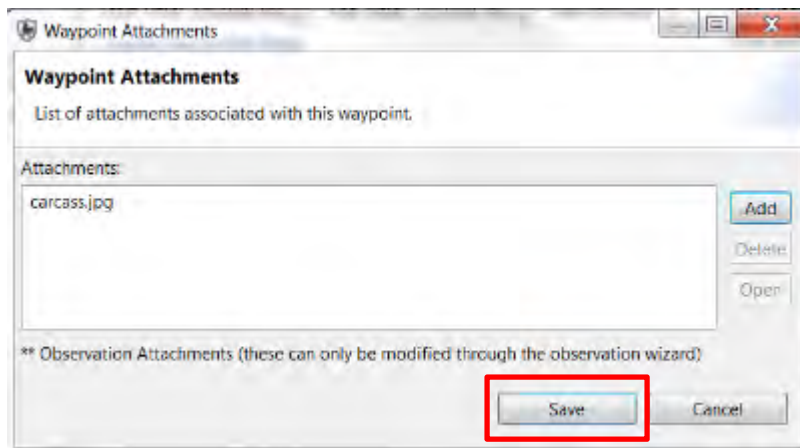 Waypoint Attachments
Waypoint Attachments
List of attachments associated with this waypoint.
Attachments:
carcass.jpg
Add
Delete
Open
** Observation Attachments (these can only be modified through the observation wizard)
Save Cancel